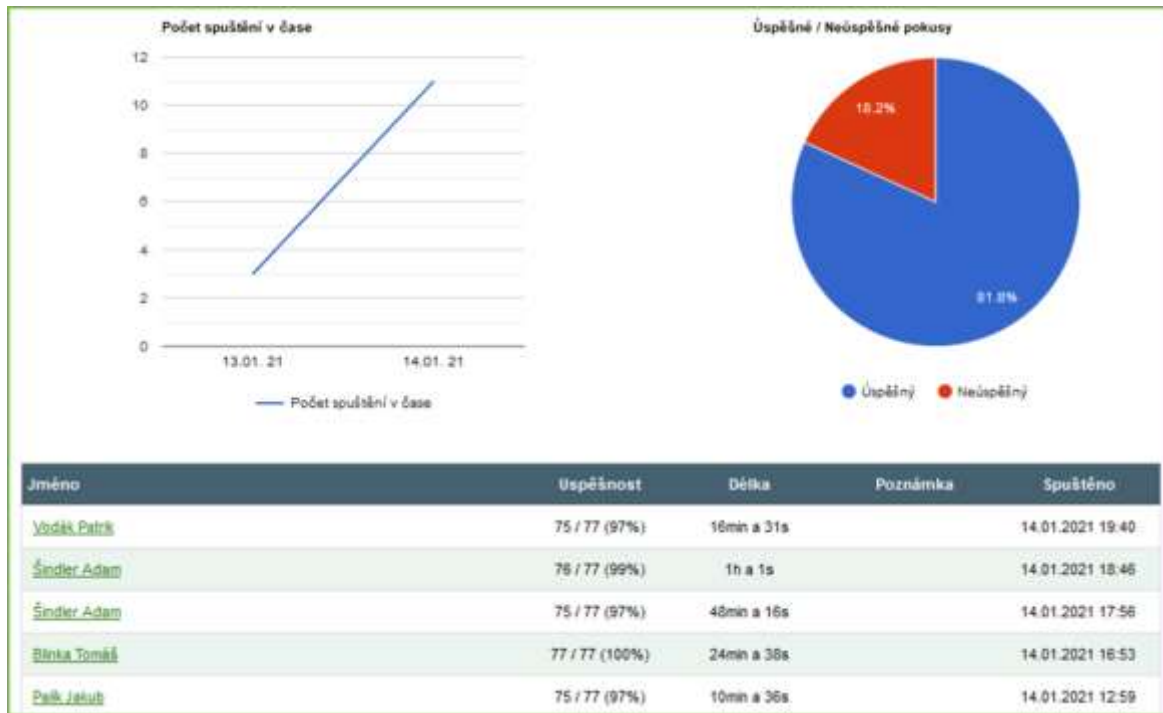 Počet spuštění v čase
12
10
8
6
4
2
0
13.01. 21 14.01. 21
Počet spuštění v čase
Úspěšné / Neúspěšné pokusy
18.2%
81.8%
Úspěšný Neúspěšný
Jméno Uspěšnost Délka Poznámka Spuštěno
Vodák Patrik 75 / 77 (97%) 16min a 31s 14.01.2021 19:40
Šindler Adam 76 / 77 (99%) 1h a 1s 14.01.2021 18:46
Šindler Adam 75 / 77 (97%) 48min a 16s 14.01.2021 17:56
Blinka Tomáš 77 / 77 (100%) 24min a 38s 14.01.2021 16:53
Palík Jakub 75 / 77 (97%) 10min a 36s 14.01.2021 12:59